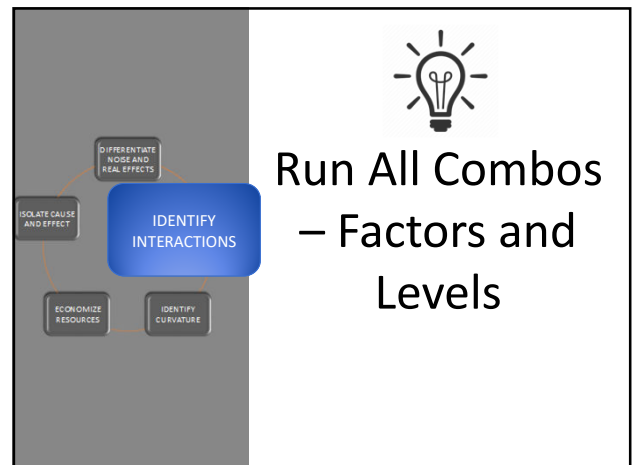 DIFFERENTIATE
NOISE AND
REAL EFFECTS
ISOLATE CAUSE
AND EFFECT
IDENTIFY
INTERACTIONS
ECONOMIZE
RESOURCES
IDENTIFY
CURVATURE
Run All Combos
– Factors and
Levels